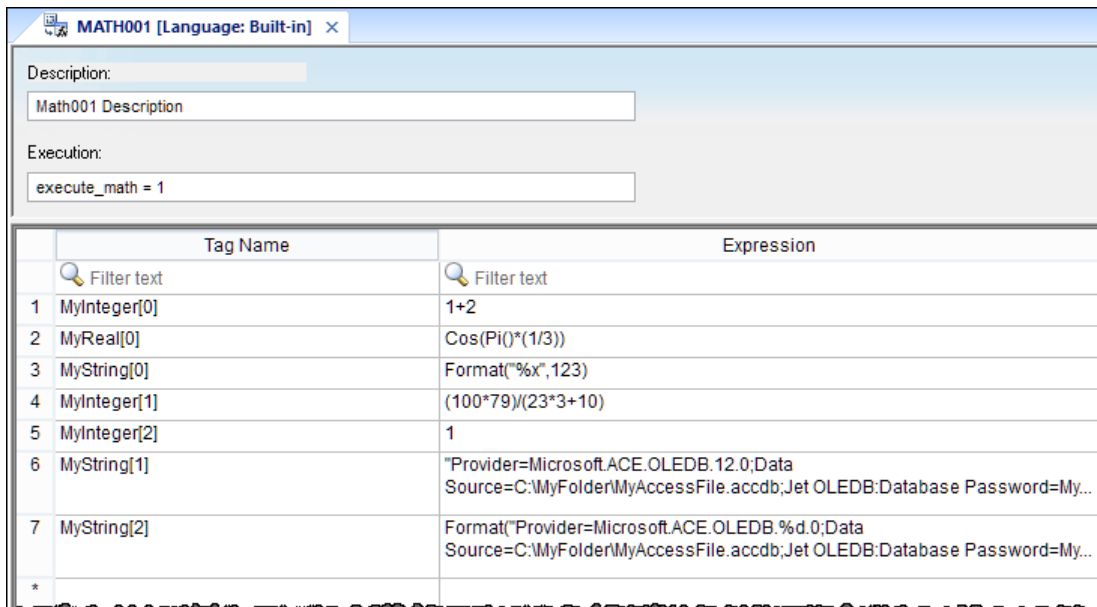 MATH001 [Language: Built-in] ×
Description:
Math001 Description
Execution:
execute_math = 1
Tag Name Expression
Filter text Filter text
1 MyInteger[0] 1+2
2 MyReal[0] Cos(Pi()*(1/3))
3 MyString[0] Format("%x",123)
4 MyInteger[1] (100*79)/(23*3+10)
5 MyInteger[2] 1
6 MyString[1] "Provider=Microsoft.ACE.OLEDB.12.0;Data
Source=C:\MyFolder\MyAccessFile.accdb;Jet OLEDB:Database Password=My...
7 MyString[2] Format("Provider=Microsoft.ACE.OLEDB.%d.0;Data
Source=C:\MyFolder\MyAccessFile.accdb;Jet OLEDB:Database Password=My...
*